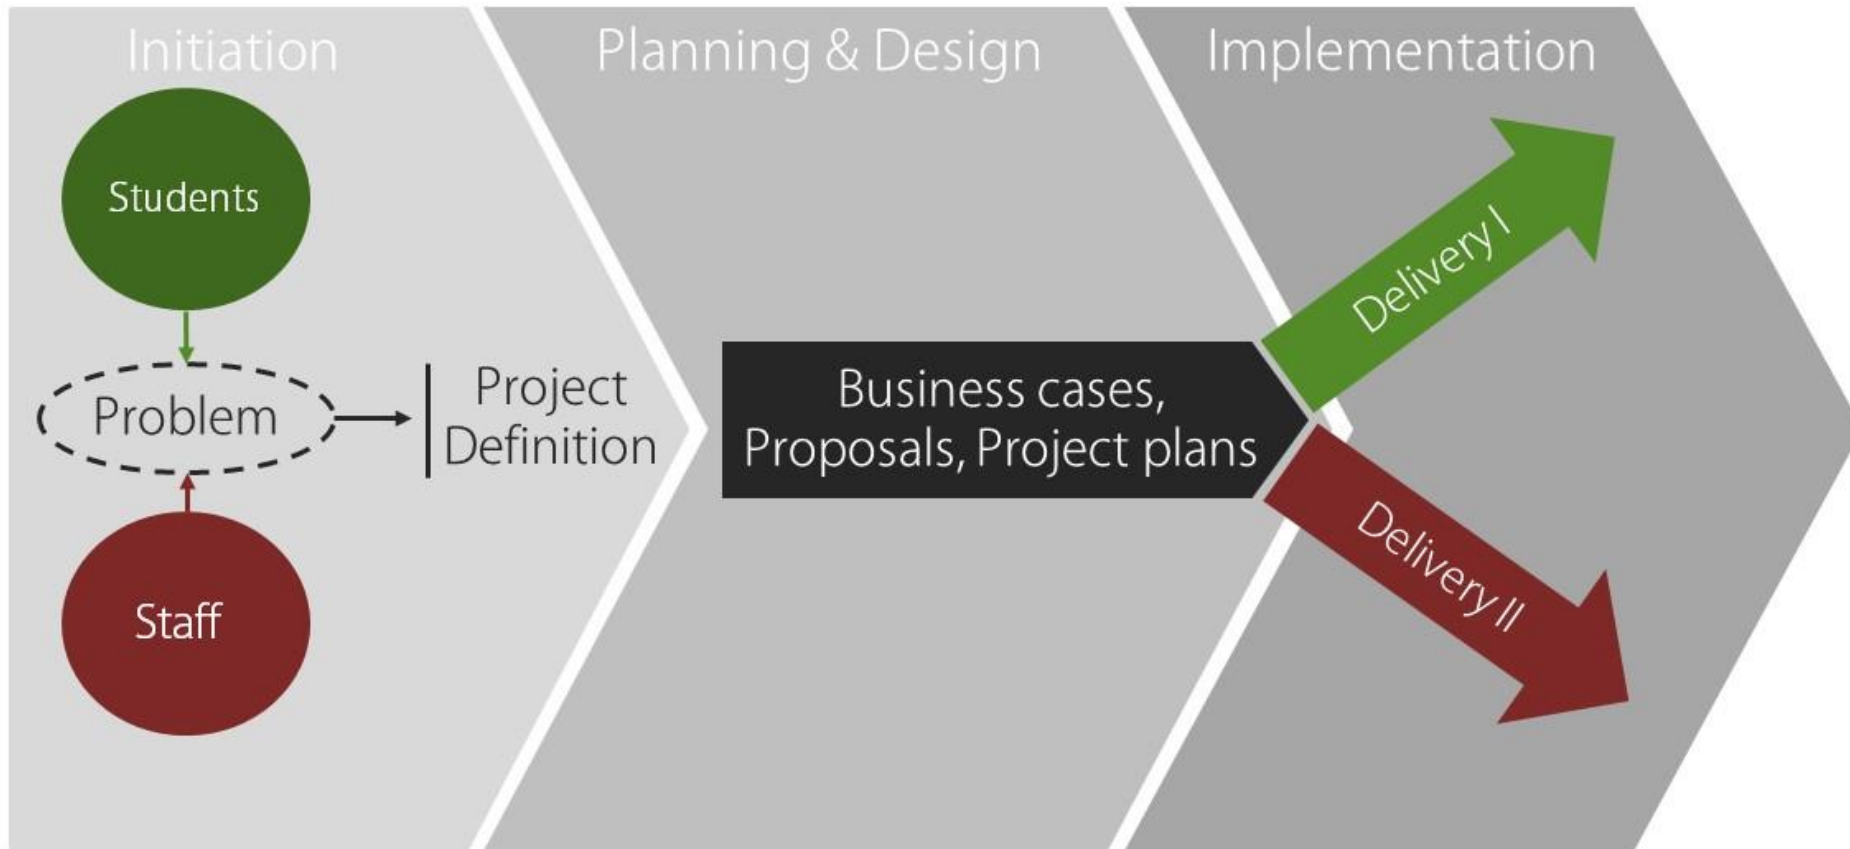 Initiation
Planning & Design
Implementation
Students
Problem
Project
Definition
Staff
Business cases,
Proposals, Project plans
Delivery I
Delivery II